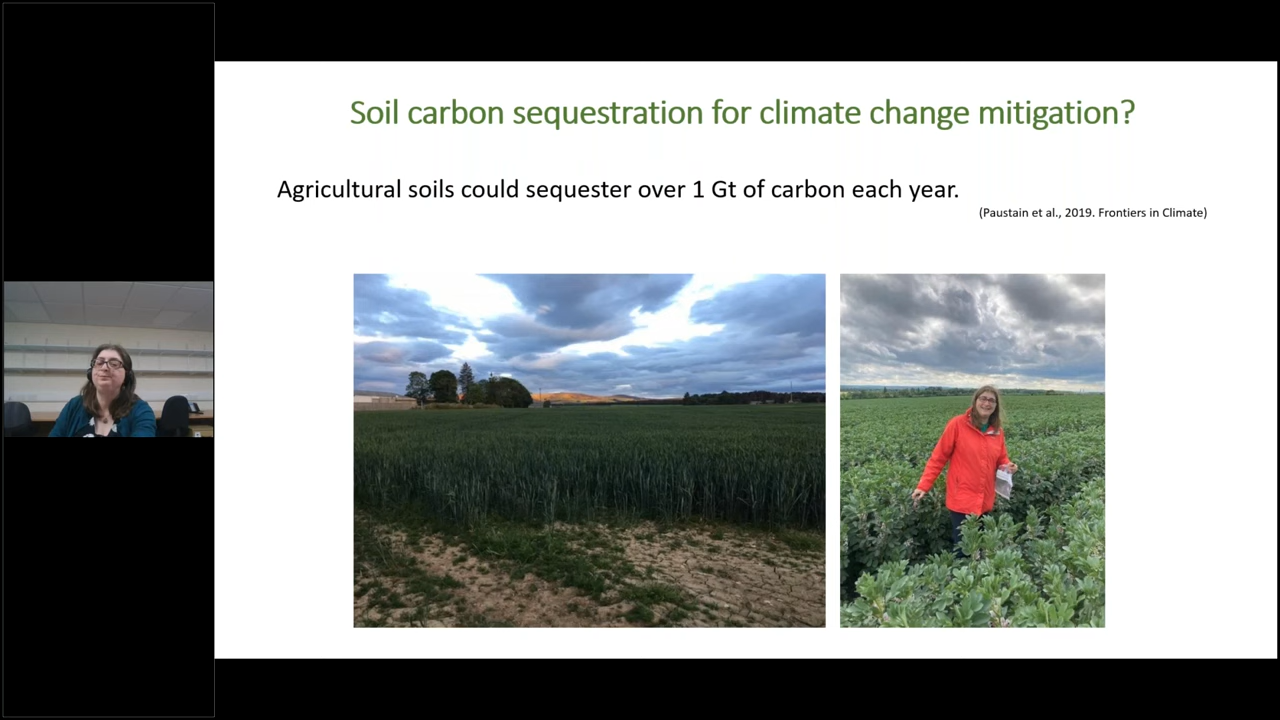 Soil carbon sequestration for climate change mitigation?
Agricultural soils could sequester over 1 Gt of carbon each year.
(Paustain et al., 2019. Frontiers in Climate)